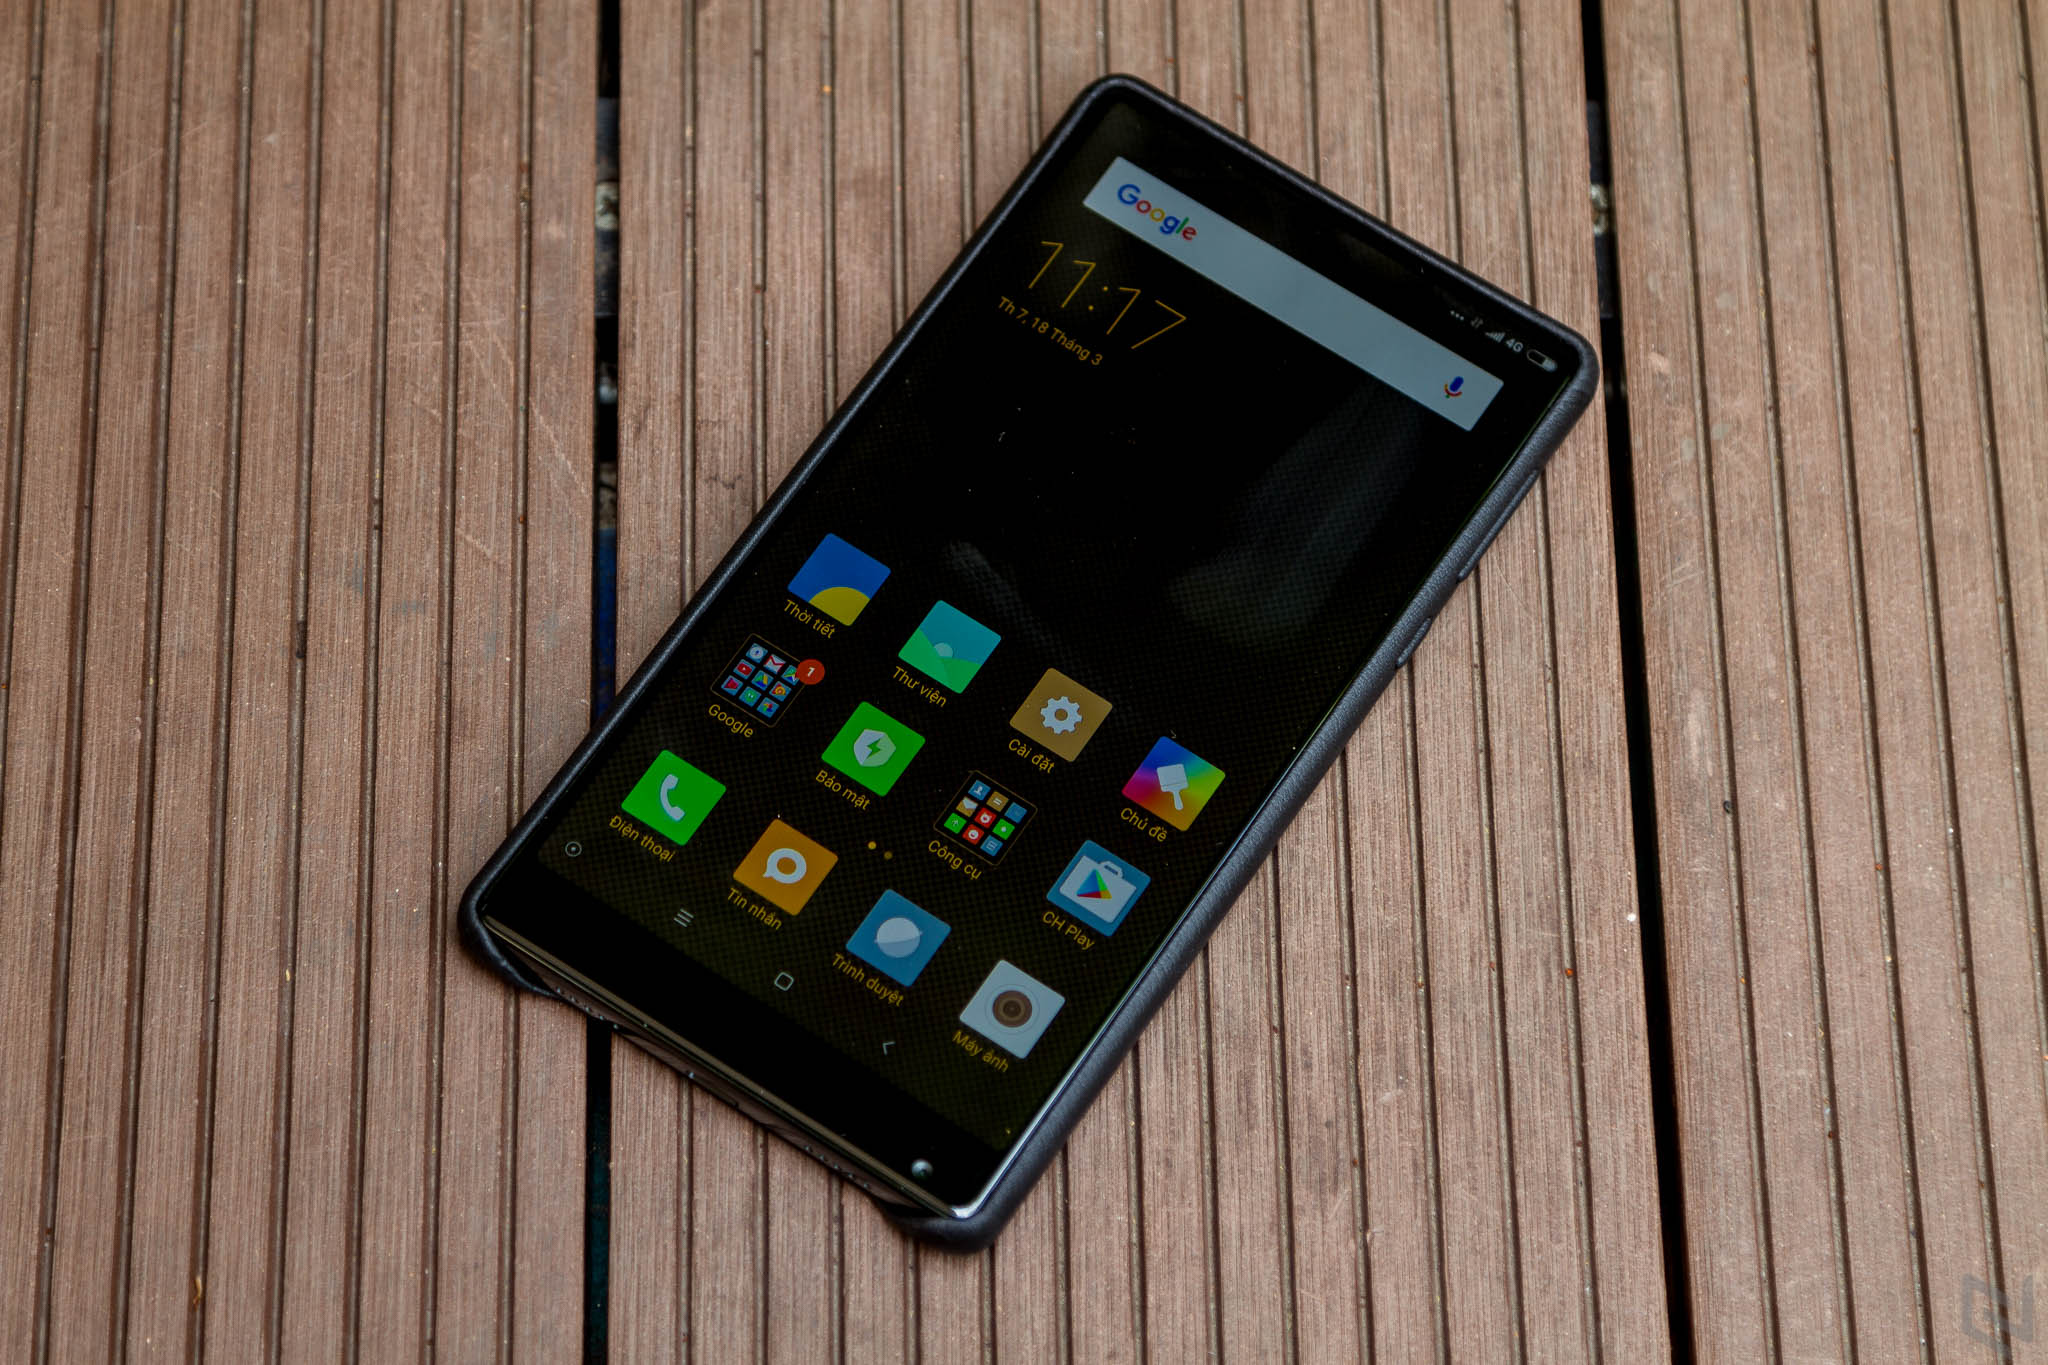 4G
Google
11:17
Th 7, 18 Tháng 3
Thời tiết
Thư viện
Cài đặt
Chủ đề
1
Google
Bảo mật
Công cụ
CH Play
Điện thoại
Tin nhắn
Trình duyệt
Máy ảnh